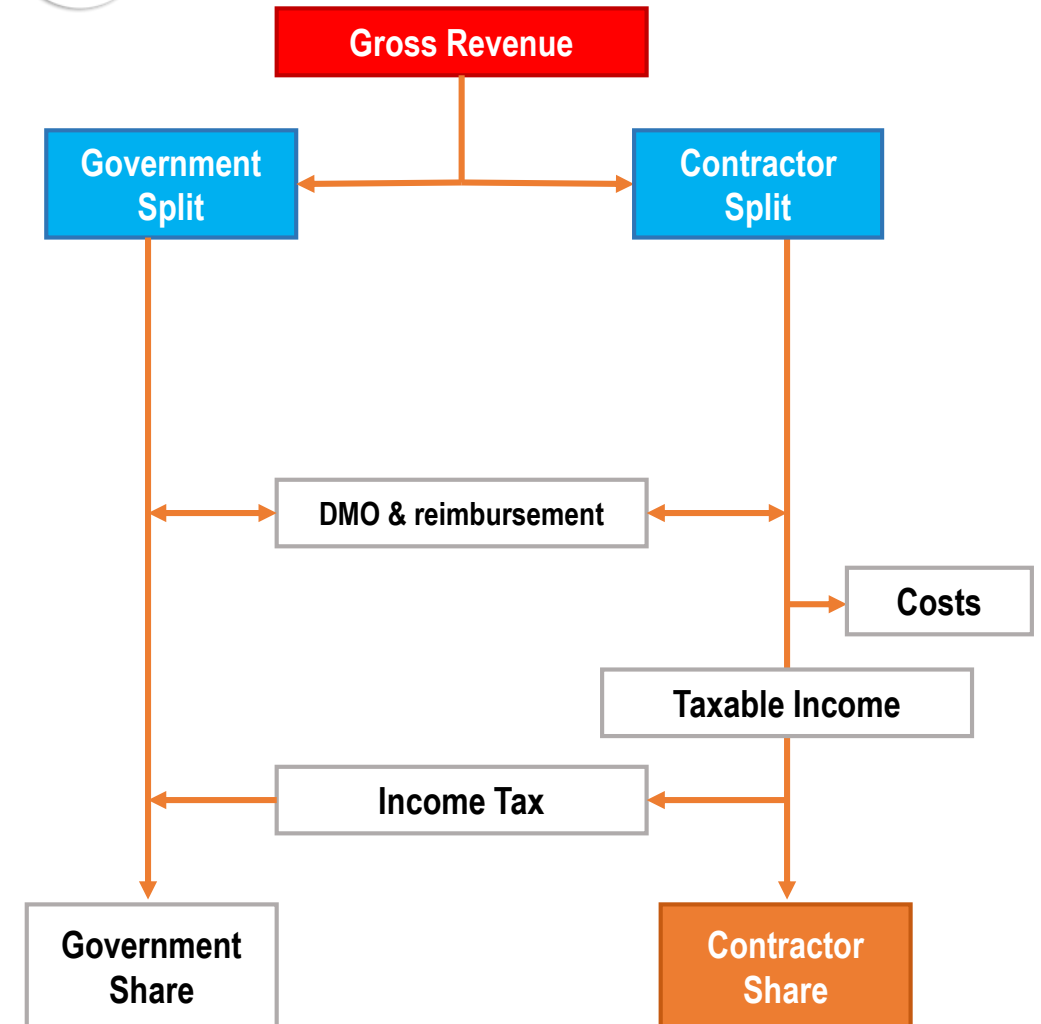 Gross Revenue
Government
Split
Contractor
Split
DMO & reimbursement
Costs
Taxable Income
Income Tax
Government
Share
Contractor
Share